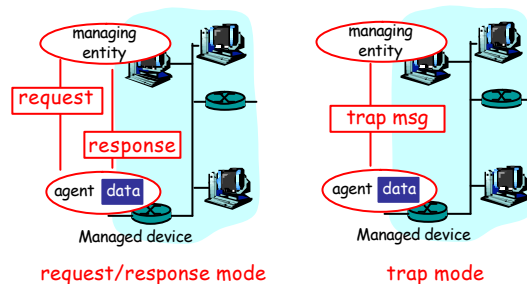 managing
entity
request
response
agent data
Managed device
request/response mode
managing
entity
trap msg
agent data
Managed device
trap mode